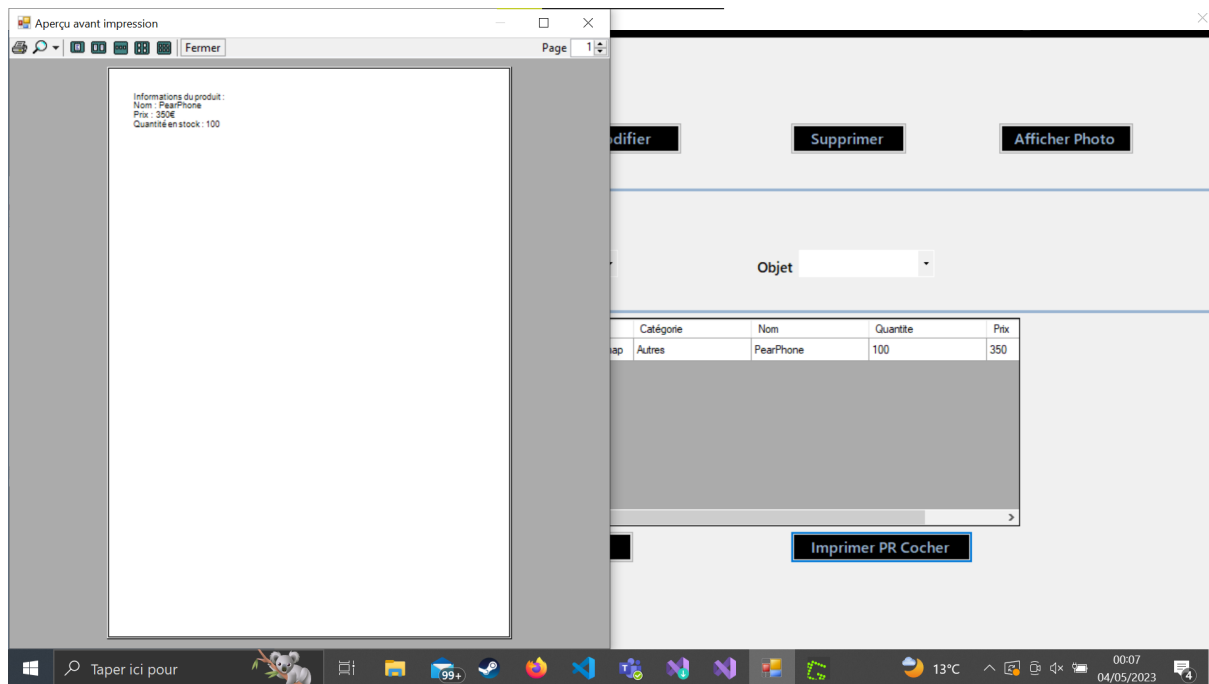 Aperçu avant impression
Fermer
Page 1
Informations du produit :
Nom : PearPhone
Prix : 350€
Quantité en stock : 100
Supprimer
Afficher Photo
Objet
Catégorie Nom Quantite Prix
Autres PearPhone 100 350
Imprimer PR Cocher
Taper ici pour
99+
13°C
00:07
04/05/2023
4